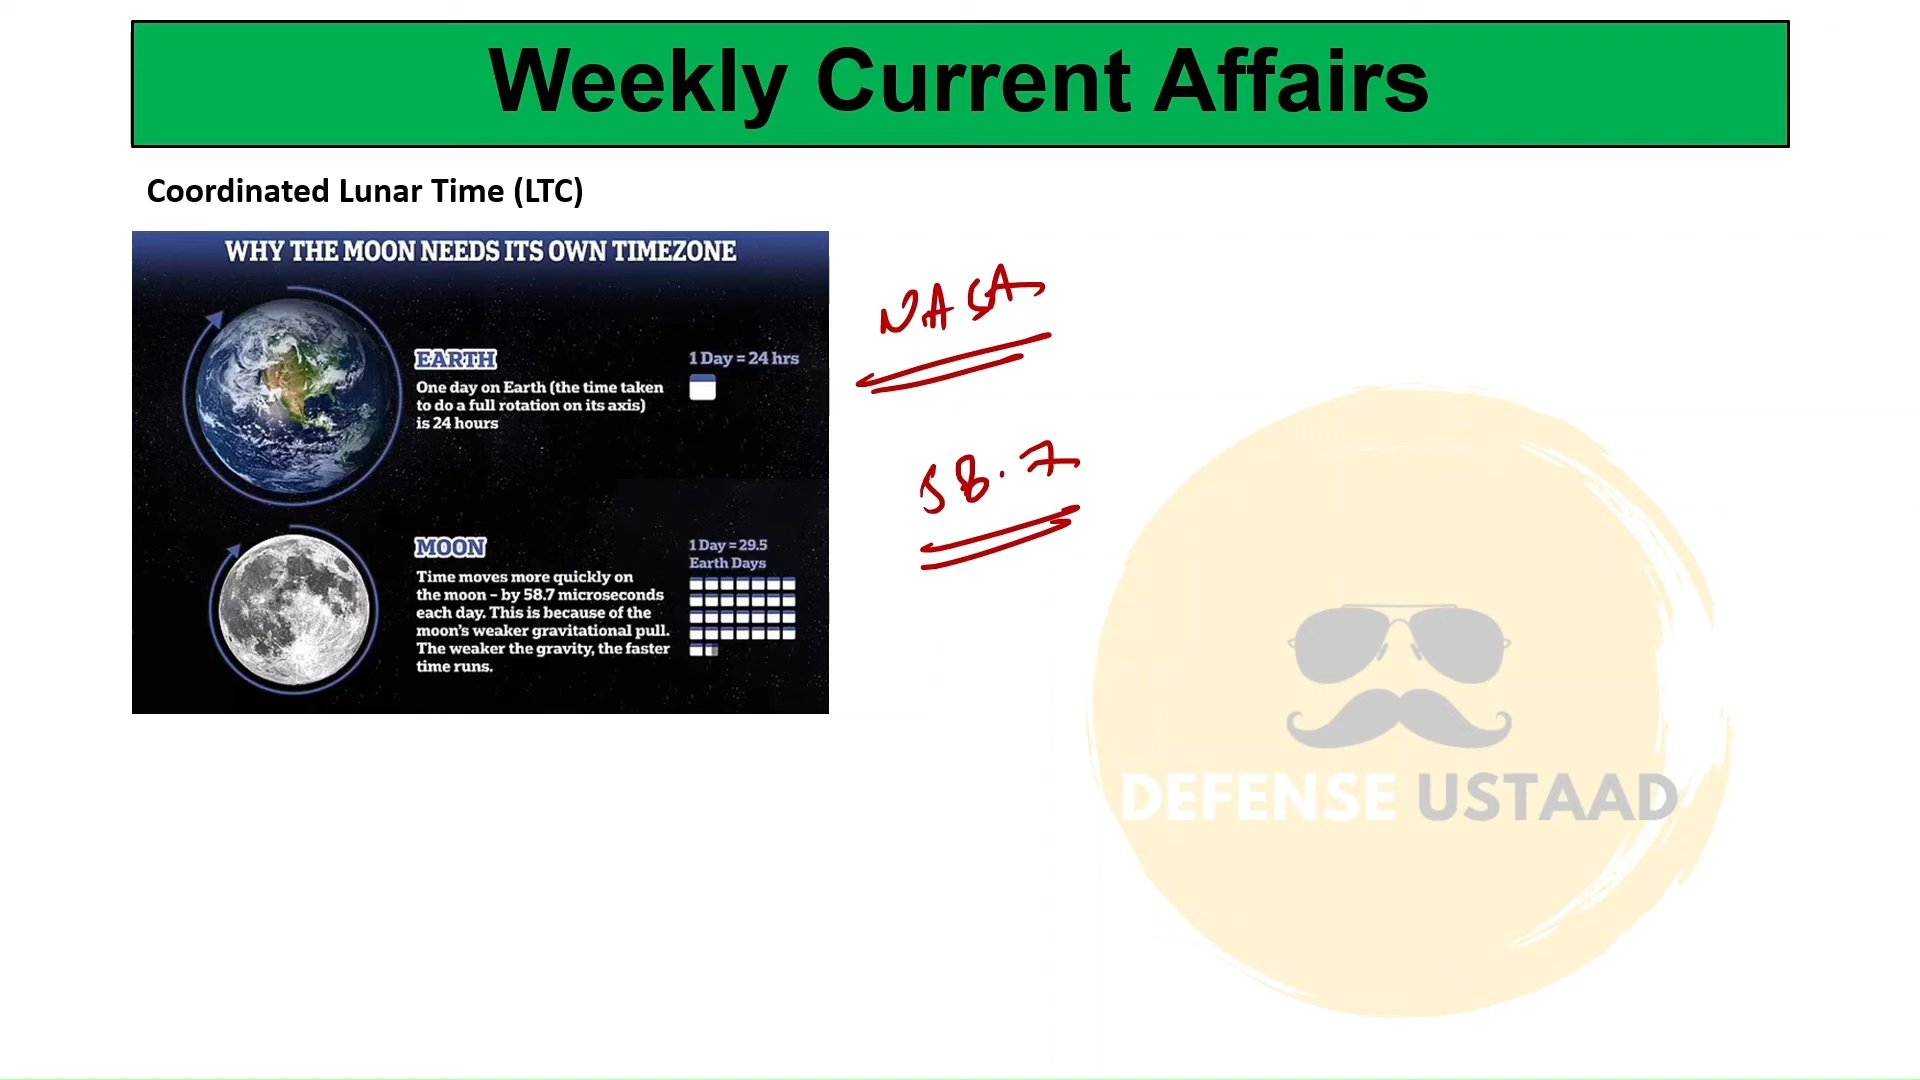 Weekly Current Affairs
Coordinated Lunar Time (LTC)
WHY THE MOON NEEDS ITS OWN TIMEZONE
EARTH
One day on Earth (the time taken
to do a full rotation on its axis)
is 24 hours
1 Day = 24 hrs
MOON
Time moves more quickly on
the moon – by 58.7 microseconds
each day. This is because of the
moon's weaker gravitational pull.
The weaker the gravity, the faster
time runs.
1 Day = 29.5
Earth Days
NASA
58.7
DEFENSE USTAAD